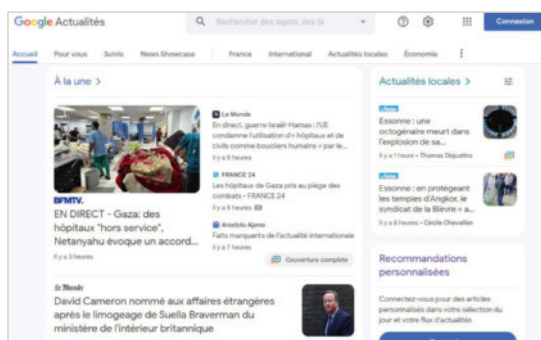 Google Actualités
Rechercher des sujets, des li
Connexion
Accueil Pour vous Suivis News Showcase France International Actualités locales Économie
À la une >
BFMTV.
EN DIRECT - Gaza: des
hôpitaux "hors service",
Netanyahu évoque un accord...
Il y a 3 heures
Le Monde
En direct, guerre Israël-Hamas : l'UE
condamne l'utilisation d'« hôpitaux et de
civils comme boucliers humains » par le...
Il y a 8 heures
FRANCE 24
Les hôpitaux de Gaza pris au piège des
combats • FRANCE 24
Il y a 6 heures
Anadolu Ajansı
Faits marquants de l'actualité internationale
Il y a 7 heures
Couverture complète
Le Monde
David Cameron nommé aux affaires étrangères
après le limogeage de Suella Braverman du
ministère de l'intérieur britannique
Actualités locales >
Essonne : une
octogénaire meurt dans
l'explosion de sa...
Il y a 1 heure • Thomas Diquattro
Essonne : en protégeant
les temples d'Angkor, le
syndicat de la Bièvre « a...
Il y a 8 heures • Cécile Chevallier
Recommandations
personnalisées
Connectez-vous pour des articles
personnalisés dans votre sélection du
jour et votre flux d'actualités